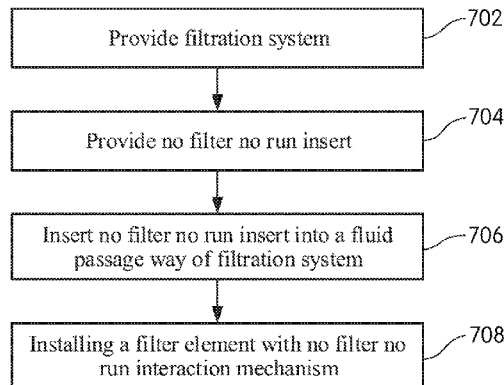 Provide filtration system
702
Provide no filter no run insert
704
Insert no filter no run insert into a fluid
passage way of filtration system
706
Installing a filter element with no filter no
run interaction mechanism
708